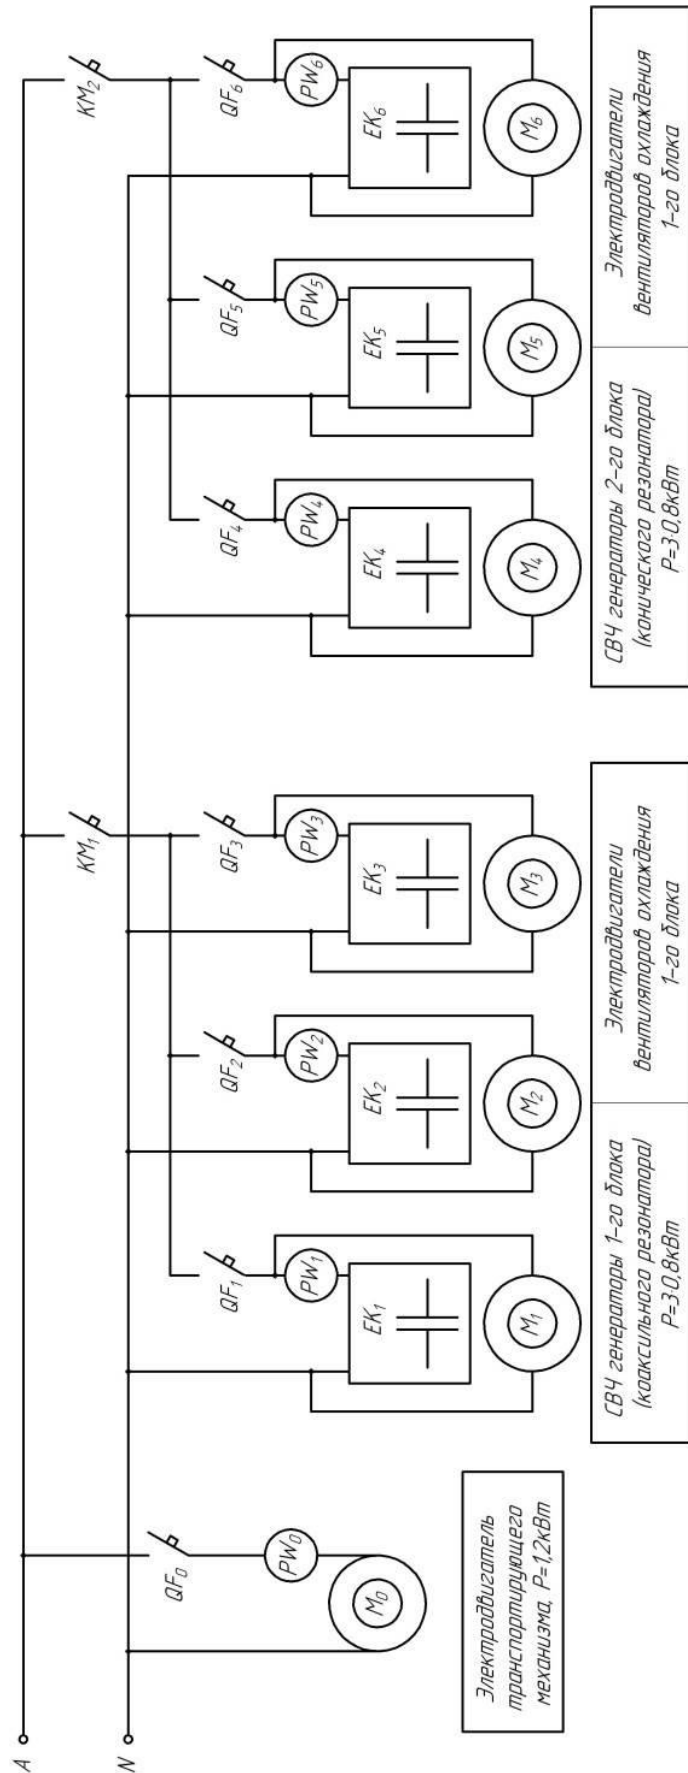 A
KM₁
KM₂
N
QF₀
QF₁
QF₂
QF₃
QF₄
QF₅
QF₆
PW₀
PW₁
PW₂
PW₃
PW₄
PW₅
PW₆
EK₁
EK₂
EK₃
EK₄
EK₅
EK₆
M₀
M₁
M₂
M₃
M₄
M₅
M₆
Электродвигатель
транспортирующего
механизма, P=1,2кВт
СВЧ генераторы 1-го блока
(коаксильного резонатора)
P=3·0,8кВт
Электродвигатели
вентиляторов охлаждения
1-го блока
СВЧ генераторы 2-го блока
(конического резонатора)
P=3·0,8кВт
Электродвигатели
вентиляторов охлаждения
1-го блока